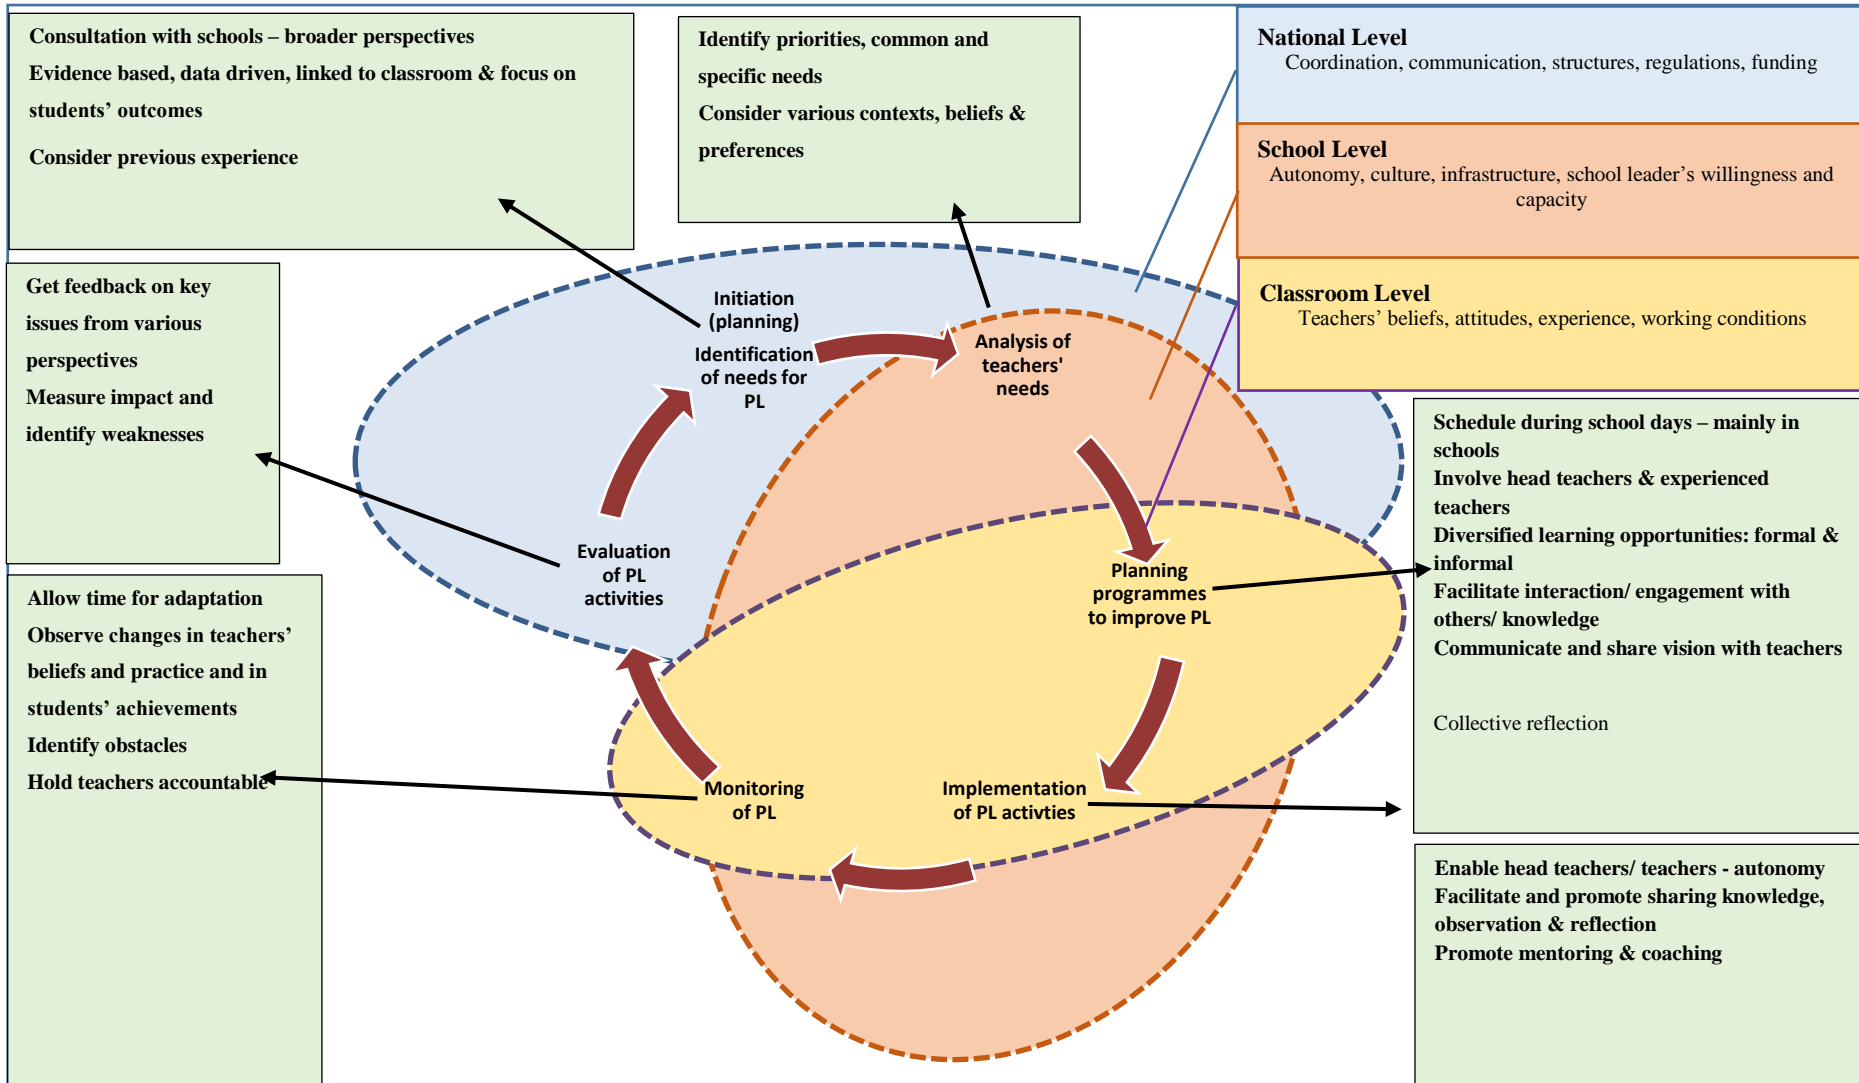 Consultation with schools – broader perspectives
Evidence based, data driven, linked to classroom & focus on
students’ outcomes
Consider previous experience
Identify priorities, common and
specific needs
Consider various contexts, beliefs &
preferences
National Level
Coordination, communication, structures, regulations, funding
School Level
Autonomy, culture, infrastructure, school leader’s willingness and
capacity
Classroom Level
Teachers’ beliefs, attitudes, experience, working conditions
Get feedback on key
issues from various
perspectives
Measure impact and
identify weaknesses
Initiation
(planning)
Identification
of needs for
PL
Analysis of
teachers'
needs
Schedule during school days – mainly in
schools
Involve head teachers & experienced
teachers
Diversified learning opportunities: formal &
informal
Facilitate interaction/ engagement with
others/ knowledge
Communicate and share vision with teachers
Collective reflection
Evaluation
of PL
activities
Planning
programmes
to improve PL
Allow time for adaptation
Observe changes in teachers’
beliefs and practice and in
students’ achievements
Identify obstacles
Hold teachers accountable
Monitoring
of PL
Implementation
of PL activties
Enable head teachers/ teachers - autonomy
Facilitate and promote sharing knowledge,
observation & reflection
Promote mentoring & coaching